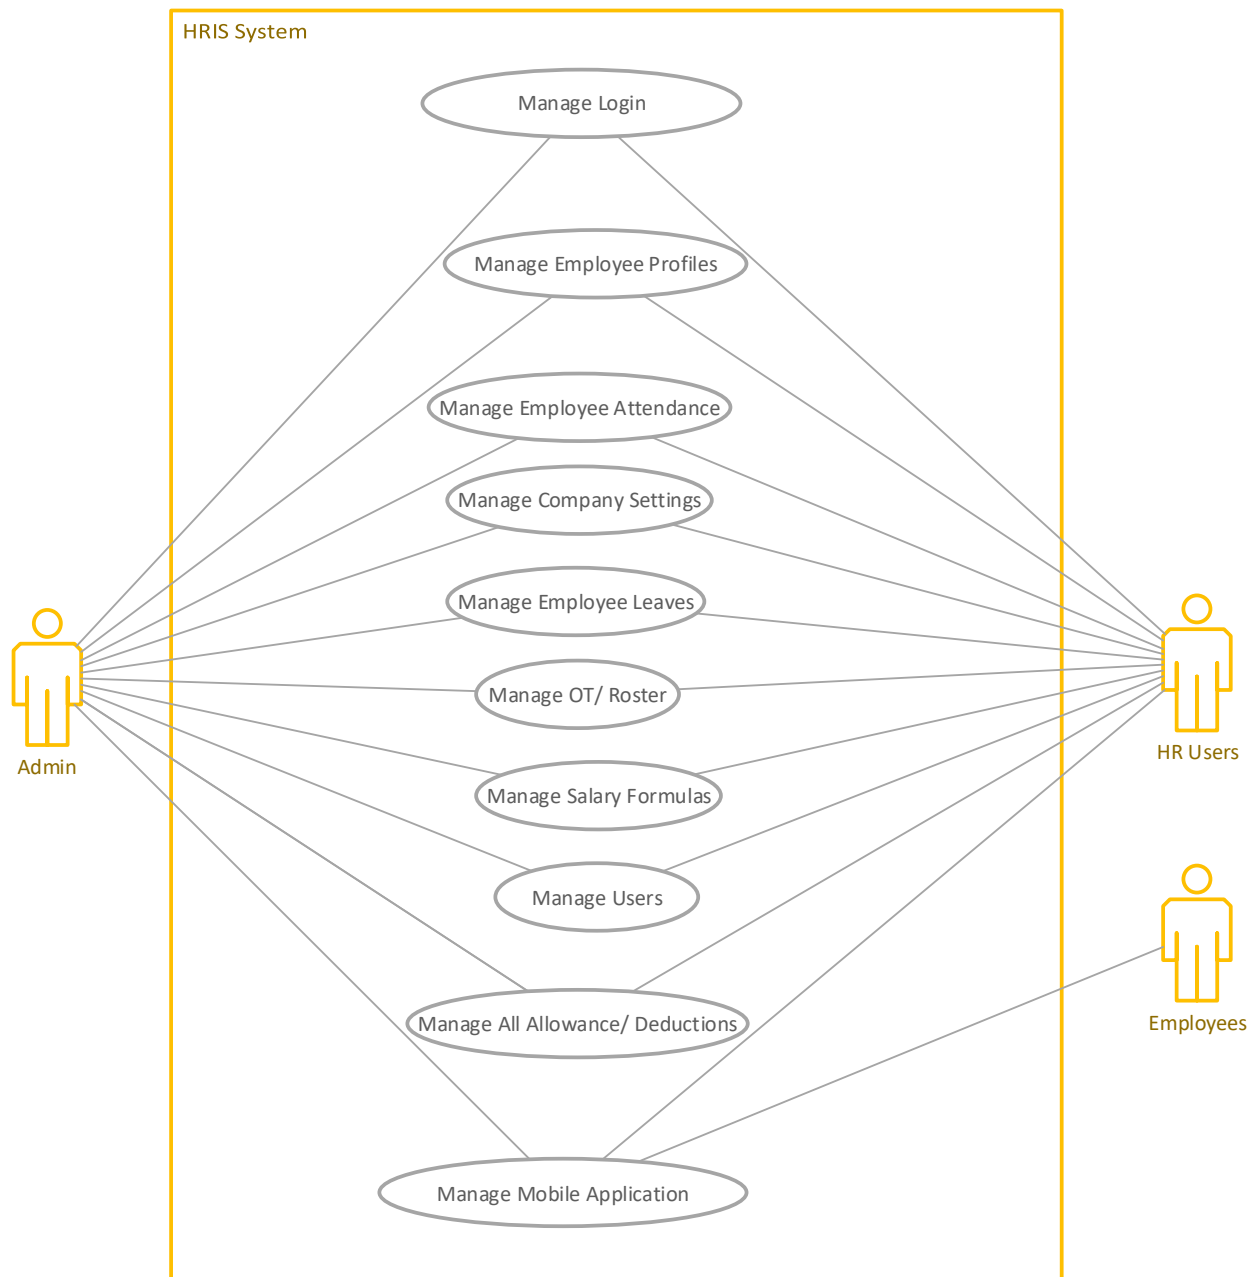 HRIS System
Manage Login
Manage Employee Profiles
Manage Employee Attendance
Manage Company Settings
Manage Employee Leaves
Manage OT/ Roster
Admin
HR Users
Manage Salary Formulas
Manage Users
Manage All Allowance/ Deductions
Employees
Manage Mobile Application